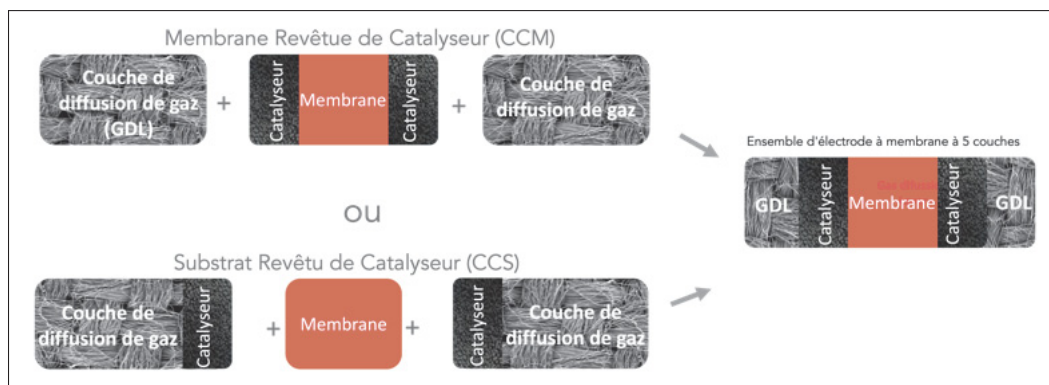 Membrane Revêtue de Catalyseur (CCM)
Couche de
diffusion de gaz
(GDL)
+
Catalyseur
Membrane
Catalyseur
+
Couche de
diffusion de gaz
Ensemble d'électrode à membrane à 5 couches
GDL
Catalyseur
Membrane
Catalyseur
GDL
ou
Substrat Revêtu de Catalyseur (CCS)
Couche de
diffusion de gaz
Catalyseur
+
Membrane
+
Catalyseur
Couche de
diffusion de gaz